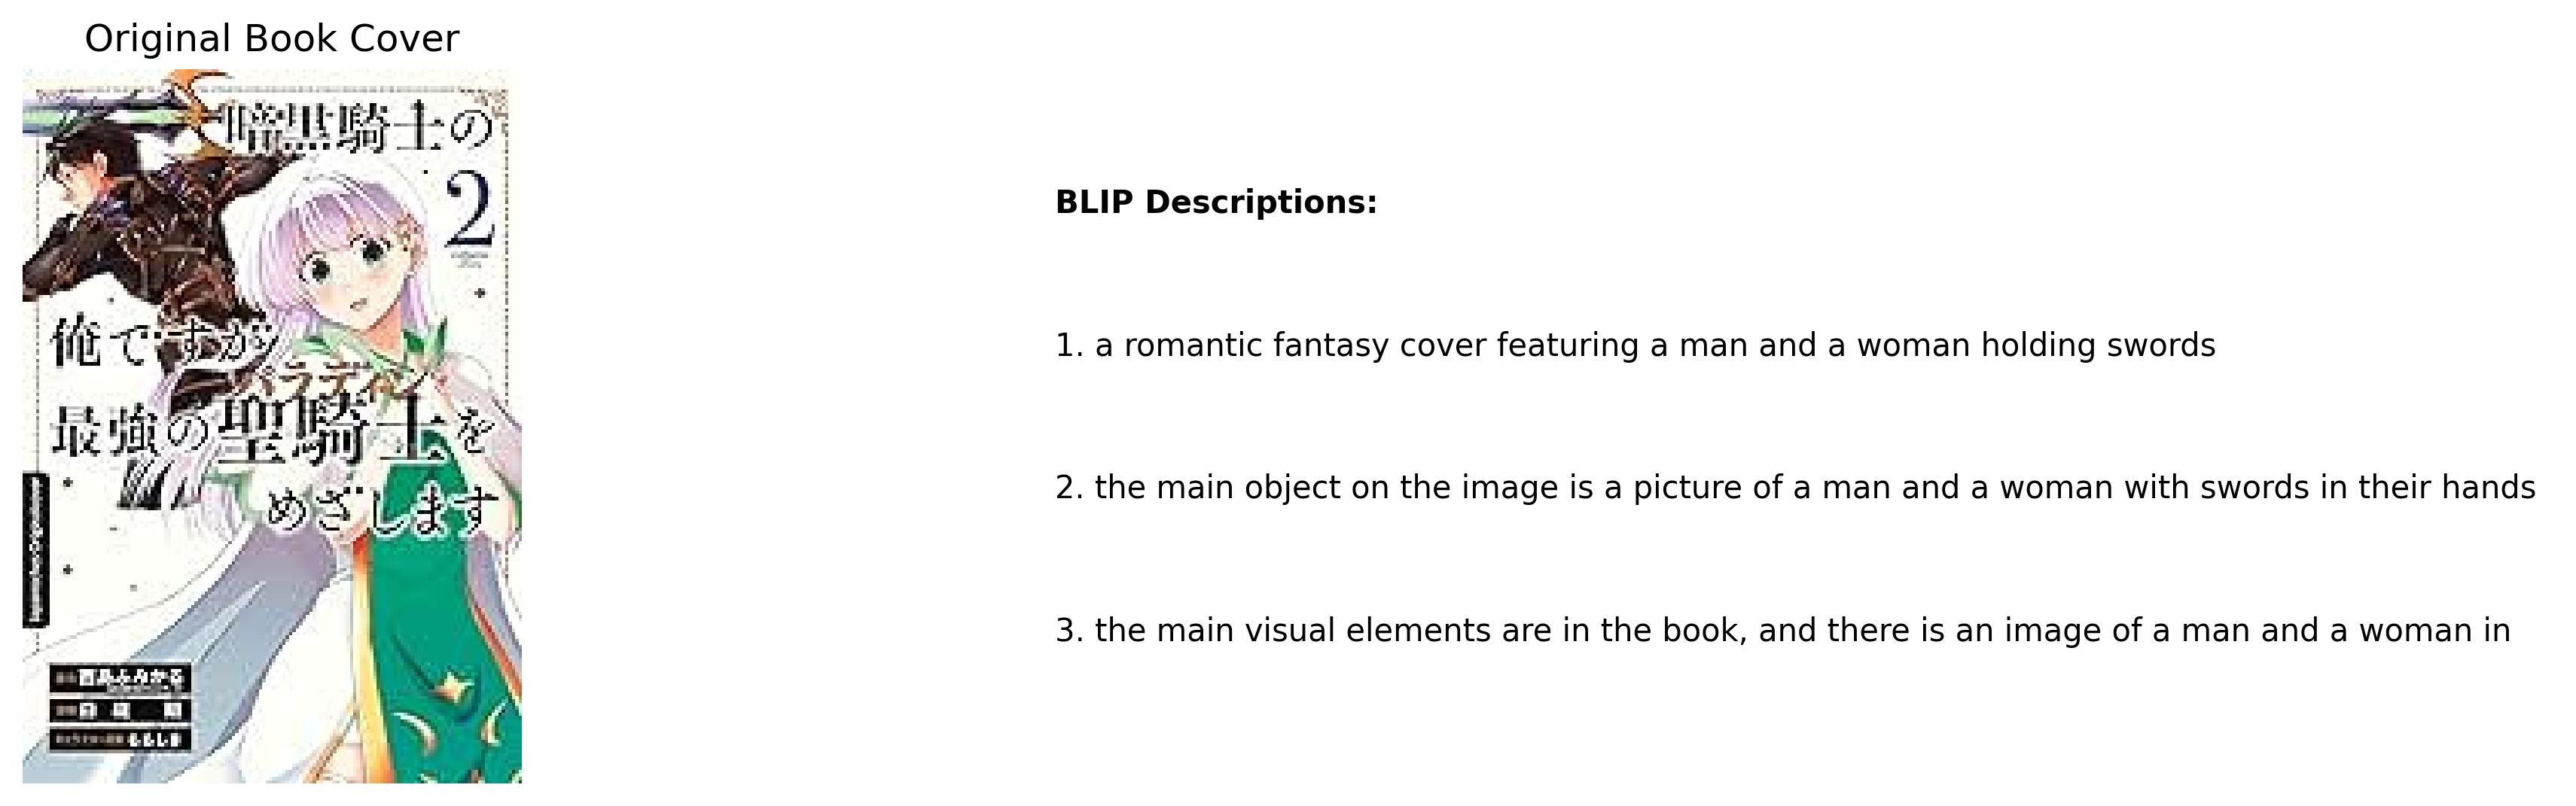 Original Book Cover
暗黒騎士の
2
俺ですが
パラディン
最強の聖騎士を
めざします
BLIP Descriptions:
1. a romantic fantasy cover featuring a man and a woman holding swords
2. the main object on the image is a picture of a man and a woman with swords in their hands
3. the main visual elements are in the book, and there is an image of a man and a woman in